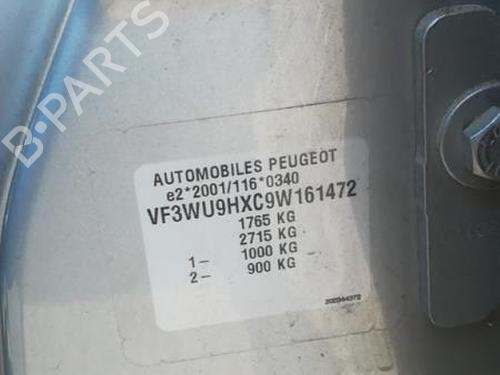 B-PARTS
AUTOMOBILES PEUGEOT
e2*2001/116*0340
VF3WU9HXC9W161472
1765 KG
2715 KG
1- 1000 KG
2- 900 KG